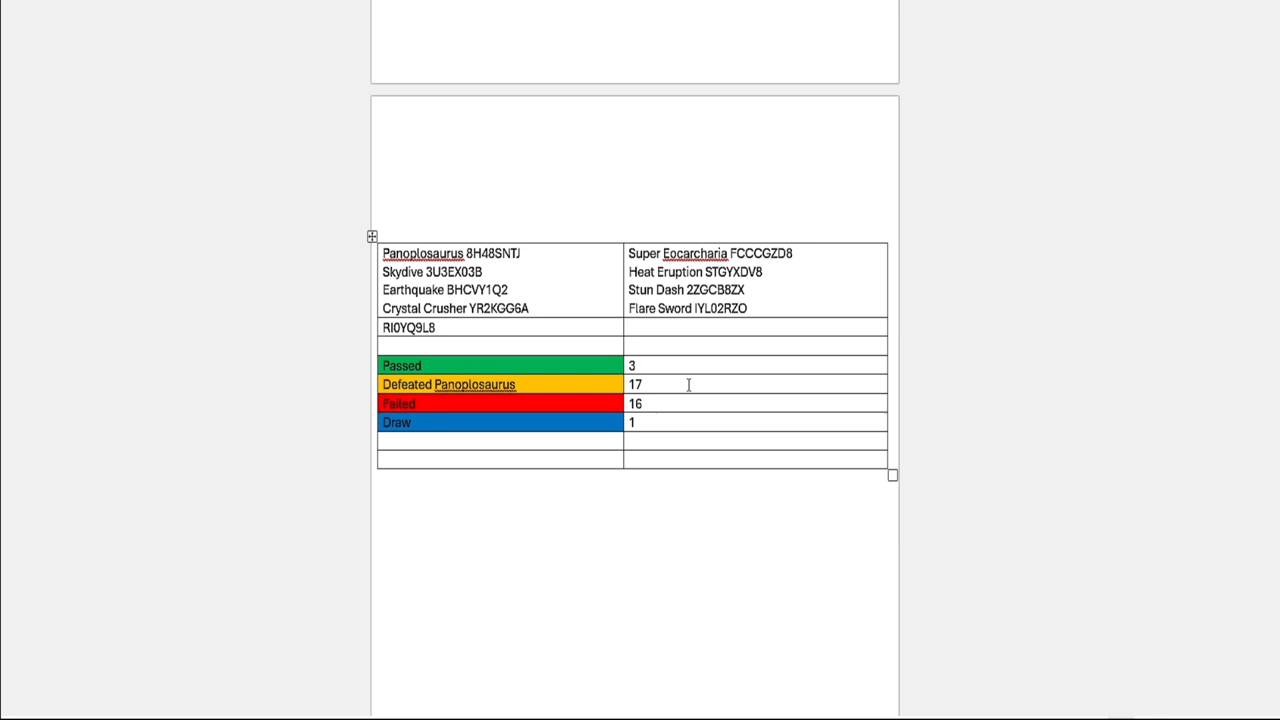 Panoplosaurus 8H48SNTJ
Skydive 3U3EX03B
Earthquake BHCVY1Q2
Crystal Crusher YR2KGG6A
Super Eocarcharia FCCCGZD8
Heat Eruption STGYXDV8
Stun Dash 2ZGCB8ZX
Flare Sword IYL02RZO
RI0YQ9L8
Passed 3
Defeated Panoplosaurus 17
Failed 16
Draw 1